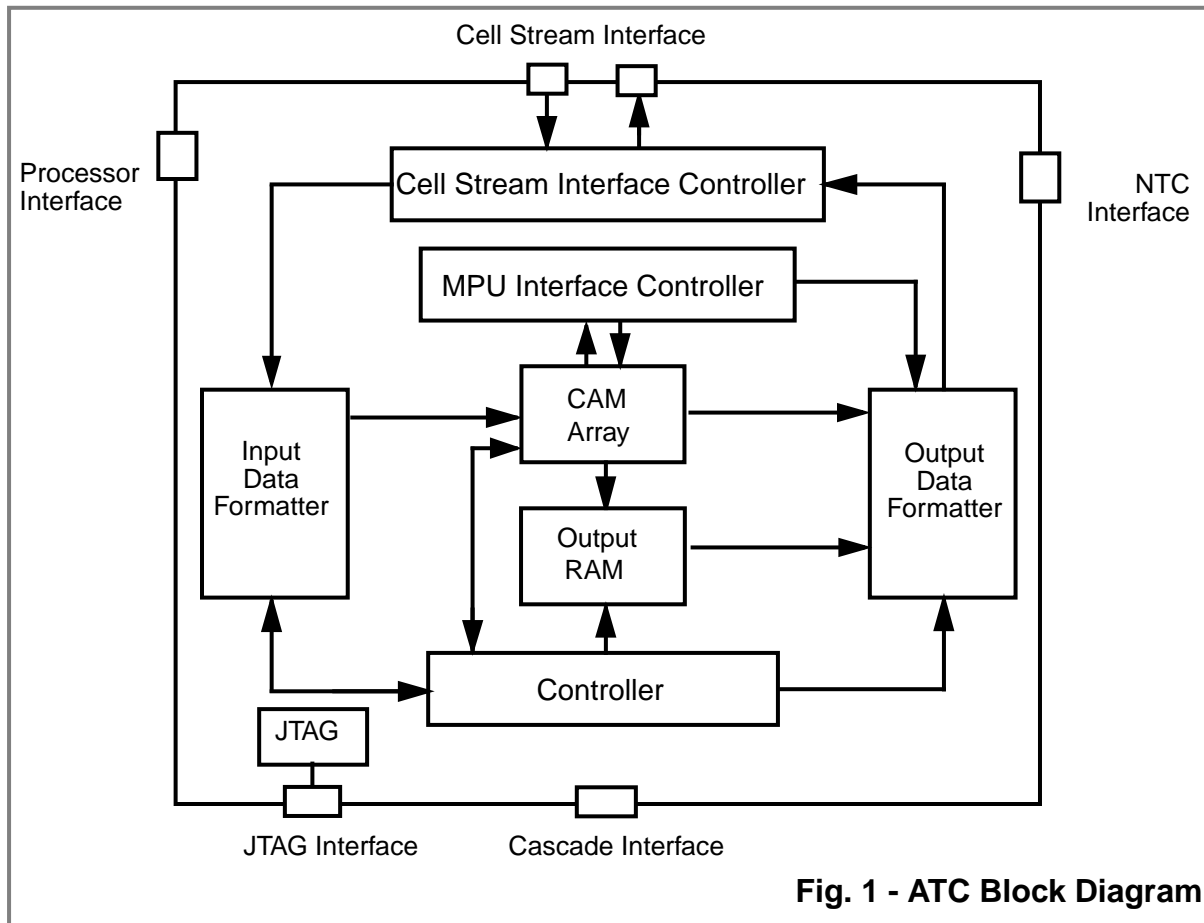 Cell Stream Interface
Processor
Interface
NTC
Interface
Cell Stream Interface Controller
MPU Interface Controller
CAM
Array
Input
Data
Formatter
Output
Data
Formatter
Output
RAM
Controller
JTAG
JTAG Interface
Cascade Interface
Fig. 1 - ATC Block Diagram